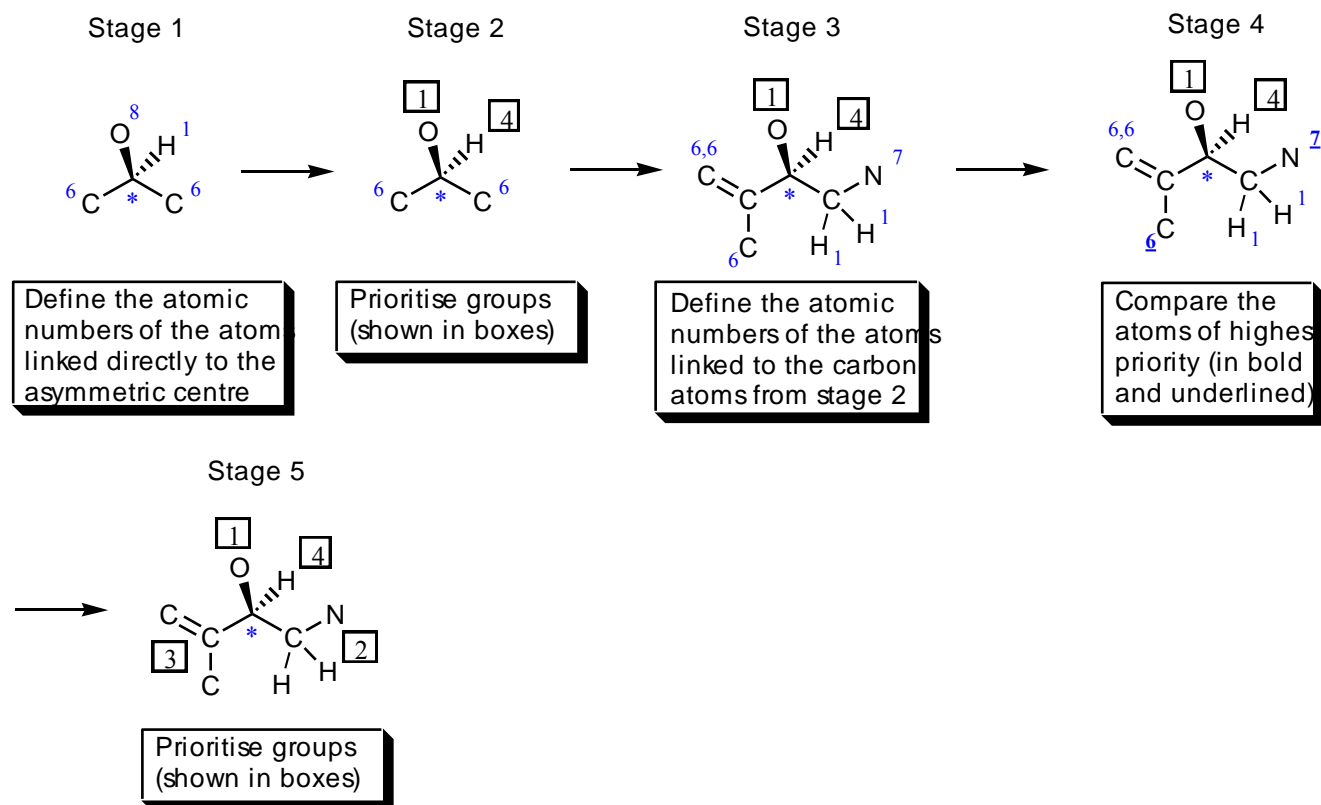 Stage 1
Stage 2
Stage 3
Stage 4
O 8
H 1
6 C
*
C 6
1
O
H 4
6 C
*
C 6
1
O
H 4
6,6
C
C
*
C
N 7
6 C
H 1
H 1
1
O
H 4
6,6
C
C
*
C
N 7
6 C
H 1
H 1
Define the atomic
numbers of the atoms
linked directly to the
asymmetric centre
Prioritise groups
(shown in boxes)
Define the atomic
numbers of the atoms
linked to the carbon
atoms from stage 2
Compare the
atoms of highes
priority (in bold
and underlined)
Stage 5
1
O
H 4
C
C
*
C
N
3
2
C
H
H
Prioritise groups
(shown in boxes)